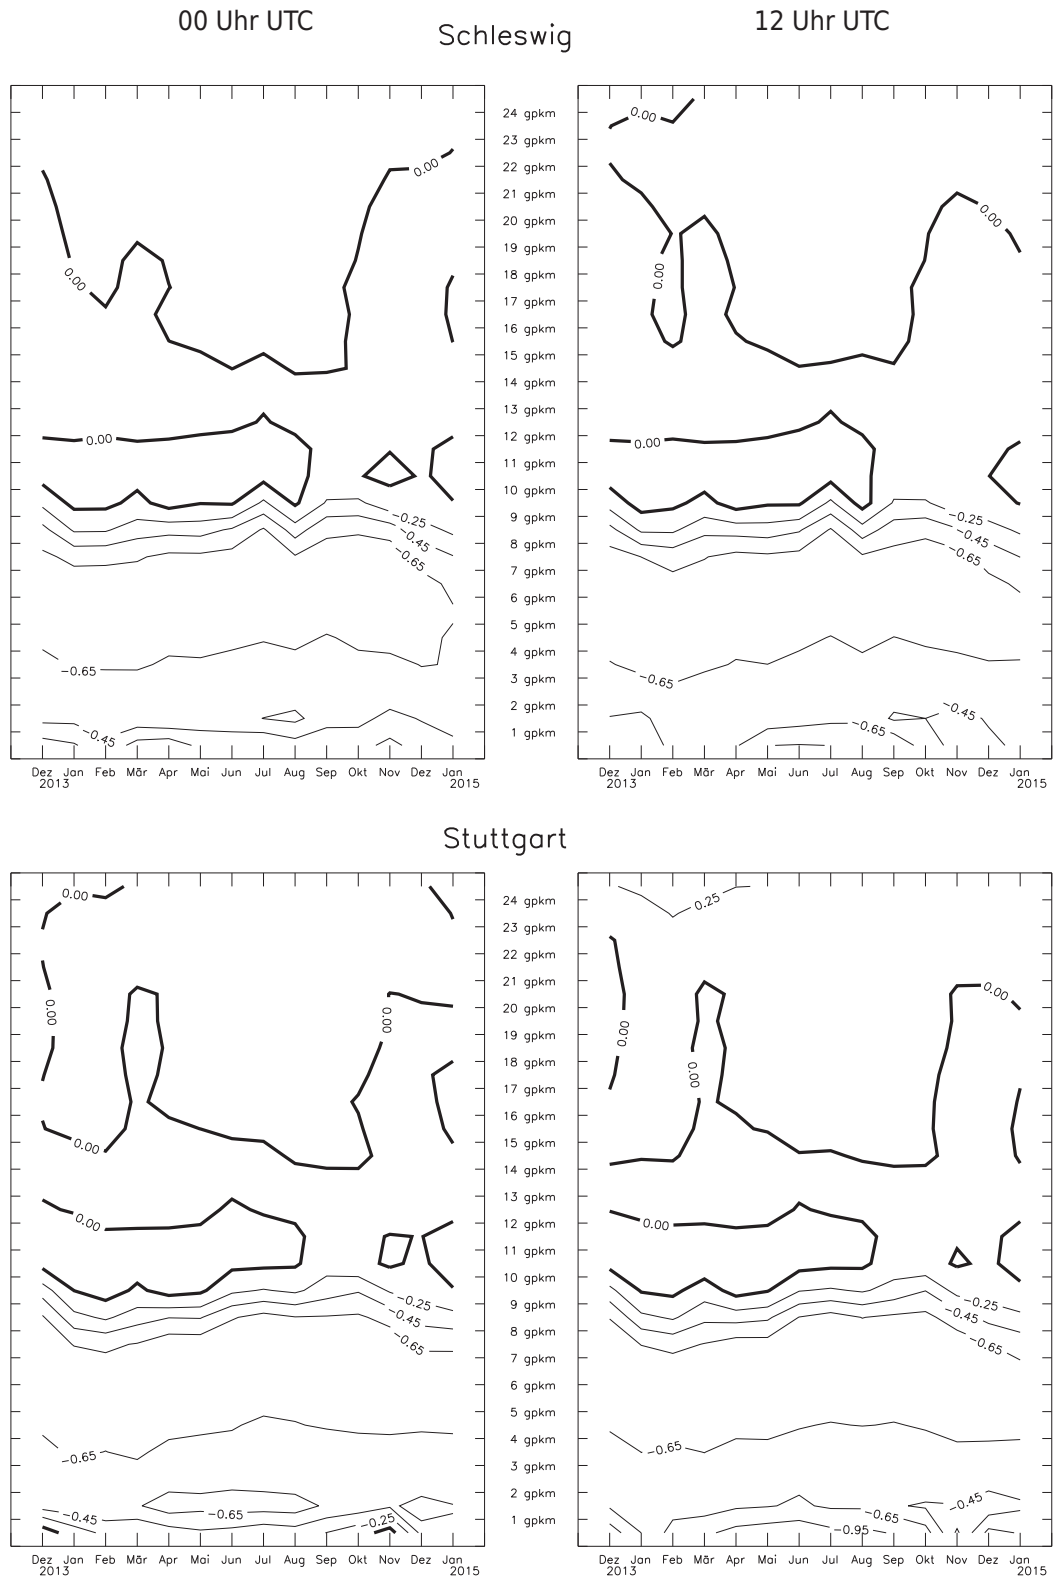 00 Uhr UTC
12 Uhr UTC
Schleswig
0.00
24 gpkm
23 gpkm
0.00
22 gpkm
21 gpkm
0.00
20 gpkm
19 gpkm
0.00
18 gpkm
0.00
17 gpkm
16 gpkm
15 gpkm
14 gpkm
13 gpkm
0.00
12 gpkm
0.00
11 gpkm
10 gpkm
−0.25
9 gpkm
−0.25
−0.45
8 gpkm
−0.45
−0.65
7 gpkm
−0.65
6 gpkm
5 gpkm
4 gpkm
−0.65
3 gpkm
−0.65
2 gpkm
−0.45
−0.45
1 gpkm
−0.65
Dez Jan Feb Mär Apr Mai Jun Jul Aug Sep Okt Nov Dez Jan
2013 2015
Dez Jan Feb Mär Apr Mai Jun Jul Aug Sep Okt Nov Dez Jan
2013 2015
Stuttgart
0.00
24 gpkm
0.25
23 gpkm
22 gpkm
21 gpkm
0.00
0.00
0.00
20 gpkm
0.00
19 gpkm
18 gpkm
0.00
17 gpkm
16 gpkm
0.00
15 gpkm
14 gpkm
13 gpkm
0.00
12 gpkm
0.00
11 gpkm
10 gpkm
−0.25
9 gpkm
−0.25
−0.45
8 gpkm
−0.45
−0.65
7 gpkm
−0.65
6 gpkm
5 gpkm
4 gpkm
−0.65
−0.65
3 gpkm
2 gpkm
−0.45
−0.65
−0.45
−0.25
1 gpkm
−0.65
−0.95
Dez Jan Feb Mär Apr Mai Jun Jul Aug Sep Okt Nov Dez Jan
2013 2015
Dez Jan Feb Mär Apr Mai Jun Jul Aug Sep Okt Nov Dez Jan
2013 2015